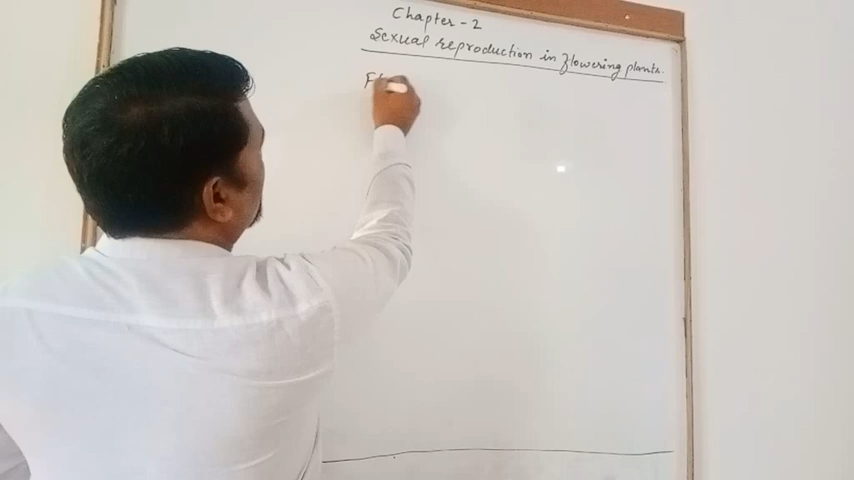 Chapter - 2
Sexual reproduction in flowering plants.